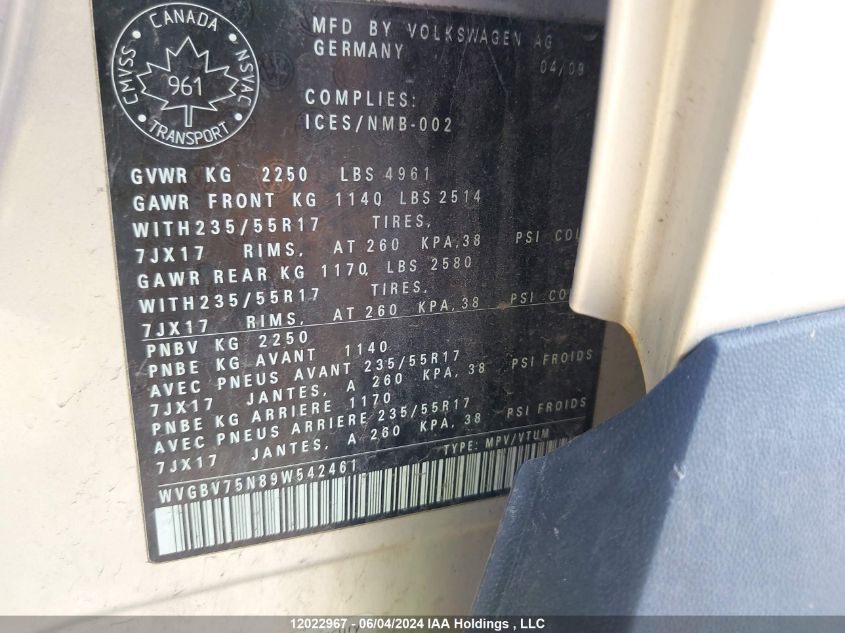 CANADA
CMVSS
NSVAC
961
TRANSPORT
MFD BY VOLKSWAGEN AG
GERMANY
04/09
COMPLIES:
ICES/NMB-002
GVWR KG 2250 LBS 4961
GAWR FRONT KG 1140 LBS 2514
WITH235/55R17 TIRES,
7JX17 RIMS, AT 260 KPA,38 PSI
GAWR REAR KG 1170 LBS 2580
WITH235/55R17 TIRES,
7JX17 RIMS, AT 260 KPA,38 PSI
PNBV KG 2250
PNBE KG AVANT 1140
AVEC PNEUS AVANT 235/55R17
7JX17 JANTES, A 260 KPA, 38 PSI FROIDS
PNBE KG ARRIERE 1170
AVEC PNEUS ARRIERE 235/55R17
7JX17 JANTES, A 260 KPA, 38 PSI FROIDS
TYPE: MPV/VTUM
WVGBV75N89W542461
12022967 - 06/04/2024 IAA Holdings , LLC